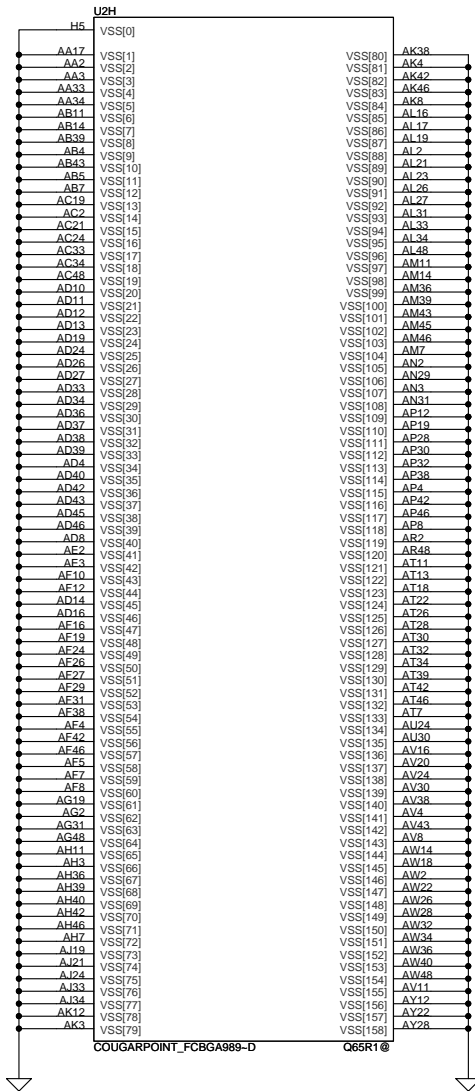 U2H
H5 VSS[0]
AA17 VSS[1] VSS[80] AK38
AA2 VSS[2] VSS[81] AK4
AA3 VSS[3] VSS[82] AK42
AA33 VSS[4] VSS[83] AK46
AA34 VSS[5] VSS[84] AK8
AB11 VSS[6] VSS[85] AL16
AB14 VSS[7] VSS[86] AL17
AB39 VSS[8] VSS[87] AL19
AB4 VSS[9] VSS[88] AL2
AB43 VSS[10] VSS[89] AL21
AB5 VSS[11] VSS[90] AL23
AB7 VSS[12] VSS[91] AL26
AC19 VSS[13] VSS[92] AL27
AC2 VSS[14] VSS[93] AL31
AC21 VSS[15] VSS[94] AL33
AC24 VSS[16] VSS[95] AL34
AC33 VSS[17] VSS[96] AL48
AC34 VSS[18] VSS[97] AM11
AC48 VSS[19] VSS[98] AM14
AD10 VSS[20] VSS[99] AM36
AD11 VSS[21] VSS[100] AM39
AD12 VSS[22] VSS[101] AM43
AD13 VSS[23] VSS[102] AM45
AD19 VSS[24] VSS[103] AM46
AD24 VSS[25] VSS[104] AM7
AD26 VSS[26] VSS[105] AN2
AD27 VSS[27] VSS[106] AN29
AD33 VSS[28] VSS[107] AN3
AD34 VSS[29] VSS[108] AN31
AD36 VSS[30] VSS[109] AP12
AD37 VSS[31] VSS[110] AP19
AD38 VSS[32] VSS[111] AP28
AD39 VSS[33] VSS[112] AP30
AD4 VSS[34] VSS[113] AP32
AD40 VSS[35] VSS[114] AP38
AD42 VSS[36] VSS[115] AP4
AD43 VSS[37] VSS[116] AP42
AD45 VSS[38] VSS[117] AP46
AD46 VSS[39] VSS[118] AP8
AD8 VSS[40] VSS[119] AR2
AE2 VSS[41] VSS[120] AR48
AE3 VSS[42] VSS[121] AT11
AF10 VSS[43] VSS[122] AT13
AF12 VSS[44] VSS[123] AT18
AD14 VSS[45] VSS[124] AT22
AD16 VSS[46] VSS[125] AT26
AF16 VSS[47] VSS[126] AT28
AF19 VSS[48] VSS[127] AT30
AF24 VSS[49] VSS[128] AT32
AF26 VSS[50] VSS[129] AT34
AF27 VSS[51] VSS[130] AT39
AF29 VSS[52] VSS[131] AT42
AF31 VSS[53] VSS[132] AT46
AF38 VSS[54] VSS[133] AT7
AF4 VSS[55] VSS[134] AU24
AF42 VSS[56] VSS[135] AU30
AF46 VSS[57] VSS[136] AV16
AF5 VSS[58] VSS[137] AV20
AF7 VSS[59] VSS[138] AV24
AF8 VSS[60] VSS[139] AV30
AG19 VSS[61] VSS[140] AV38
AG2 VSS[62] VSS[141] AV4
AG31 VSS[63] VSS[142] AV43
AG48 VSS[64] VSS[143] AV8
AH11 VSS[65] VSS[144] AW14
AH3 VSS[66] VSS[145] AW18
AH36 VSS[67] VSS[146] AW2
AH39 VSS[68] VSS[147] AW22
AH40 VSS[69] VSS[148] AW26
AH42 VSS[70] VSS[149] AW28
AH46 VSS[71] VSS[150] AW32
AH7 VSS[72] VSS[151] AW34
AJ19 VSS[73] VSS[152] AW36
AJ21 VSS[74] VSS[153] AW40
AJ24 VSS[75] VSS[154] AW48
AJ33 VSS[76] VSS[155] AV11
AJ34 VSS[77] VSS[156] AY12
AK12 VSS[78] VSS[157] AY22
AK3 VSS[79] VSS[158] AY28
COUGARPOINT_FCBGA989~D Q65R1@